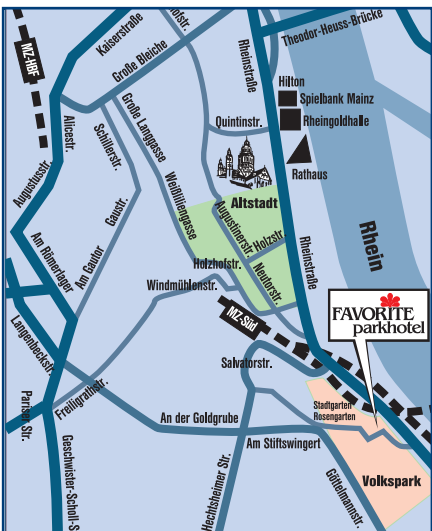 MZ-HBF
Kaiserstraße
Große Bleiche
Theodor-Heuss-Brücke
Rheinstraße
Hilton
Spielbank Mainz
Rheingoldhalle
Rathaus
Quintinstr.
Große Langgasse
Schillerstr.
Alicestr.
Augustusstr.
Weißliliengasse
Altstadt
Augustinerstr.
Holzstr.
Neutorstr.
Rheinstraße
Rhein
Gaustr.
Am Gautor
Am Römerlager
Holzhofstr.
Windmühlenstr.
MZ-Süd
FAVORITE
parkhotel
Langenbeckstr.
Salvatorstr.
Pariser Str.
Freiligrathstr.
Stadtgarten
Rosengarten
An der Goldgrube
Am Stiftswingert
Volkspark
Geschwister-Scholl-S
Hechtsheimer Str.
Göttelmannstr.